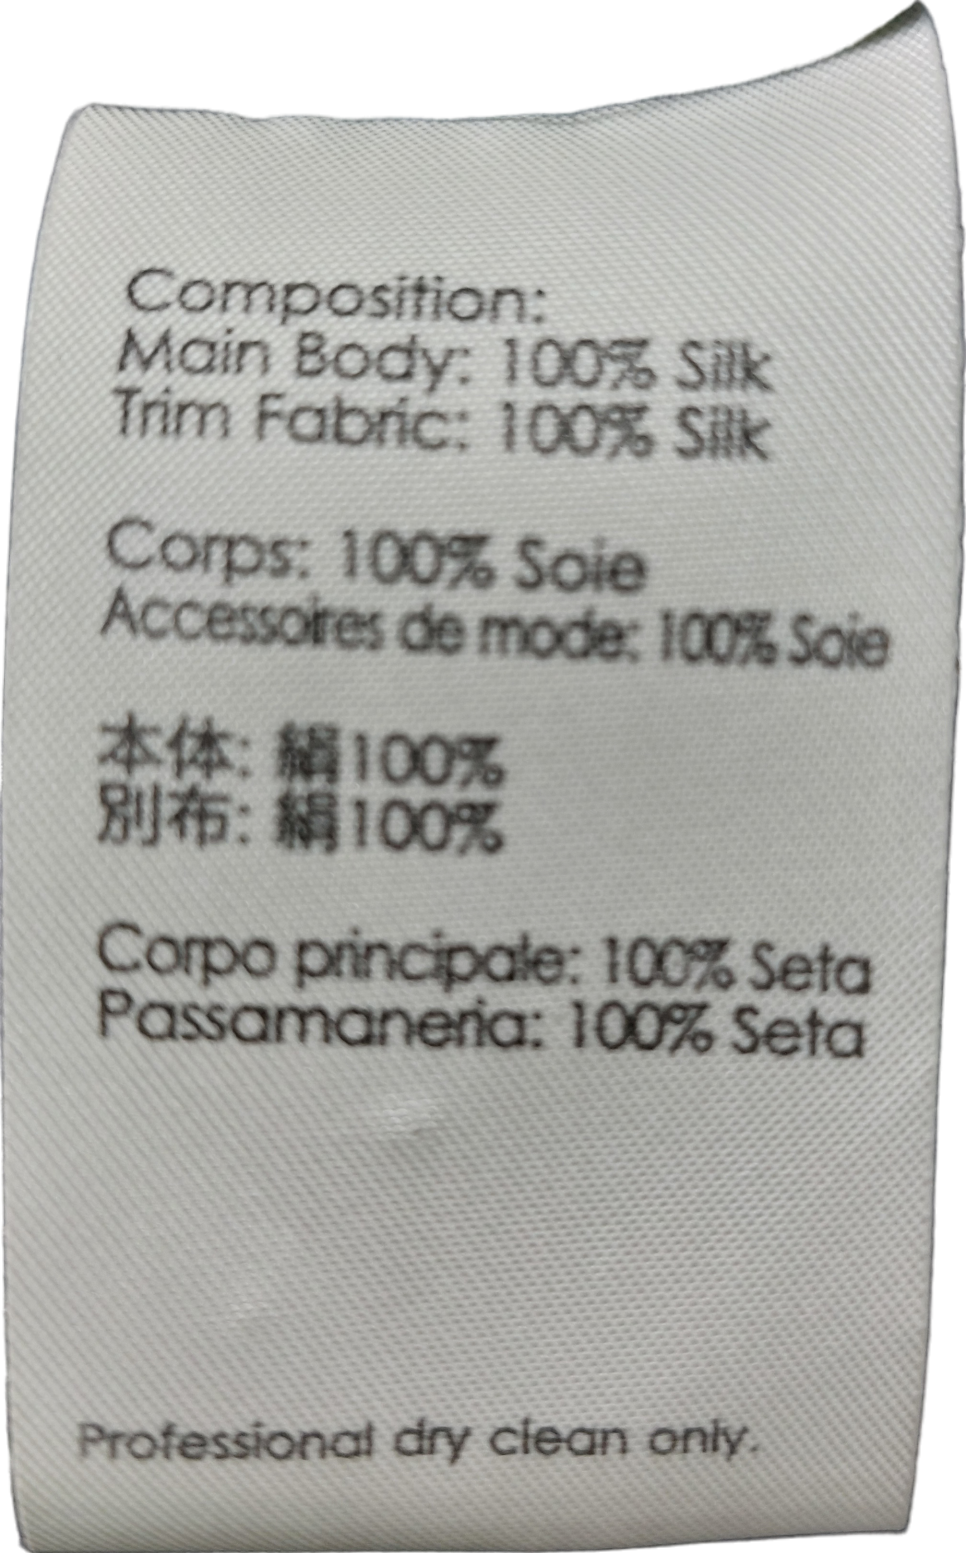 Composition:
Main Body: 100% Silk
Trim Fabric: 100% Silk
Corps: 100% Soie
Accessoires de mode: 100% Soie
本体: 絹100%
別布: 絹100%
Corpo principale: 100% Seta
Passamaneria: 100% Seta
Professional dry clean only.